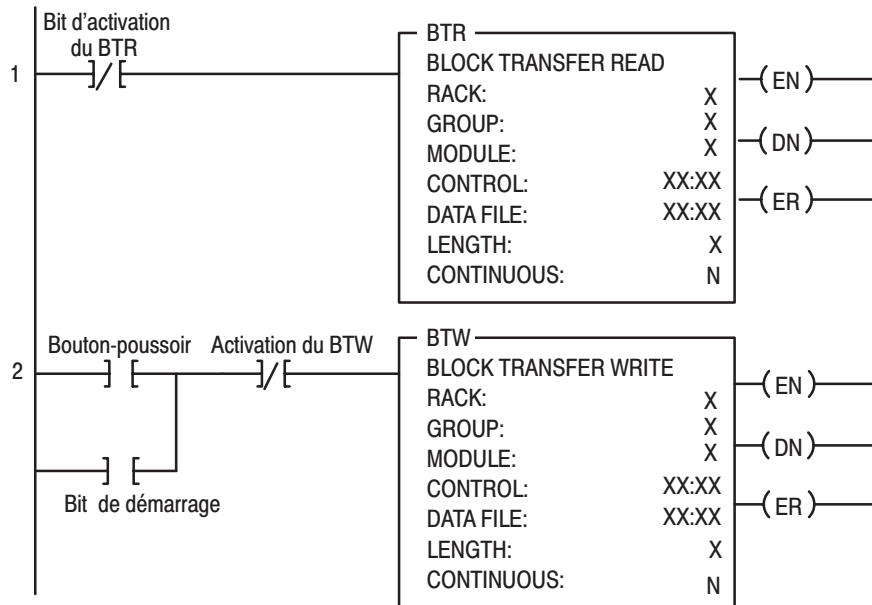 Bit d'activation
du BTR
1
BTR
BLOCK TRANSFER READ
RACK: X
GROUP: X
MODULE: X
CONTROL: XX:XX
DATA FILE: XX:XX
LENGTH: X
CONTINUOUS: N
EN
DN
ER
2
Bouton-poussoir Activation du BTW
Bit de démarrage
BTW
BLOCK TRANSFER WRITE
RACK: X
GROUP: X
MODULE: X
CONTROL: XX:XX
DATA FILE: XX:XX
LENGTH: X
CONTINUOUS: N
EN
DN
ER